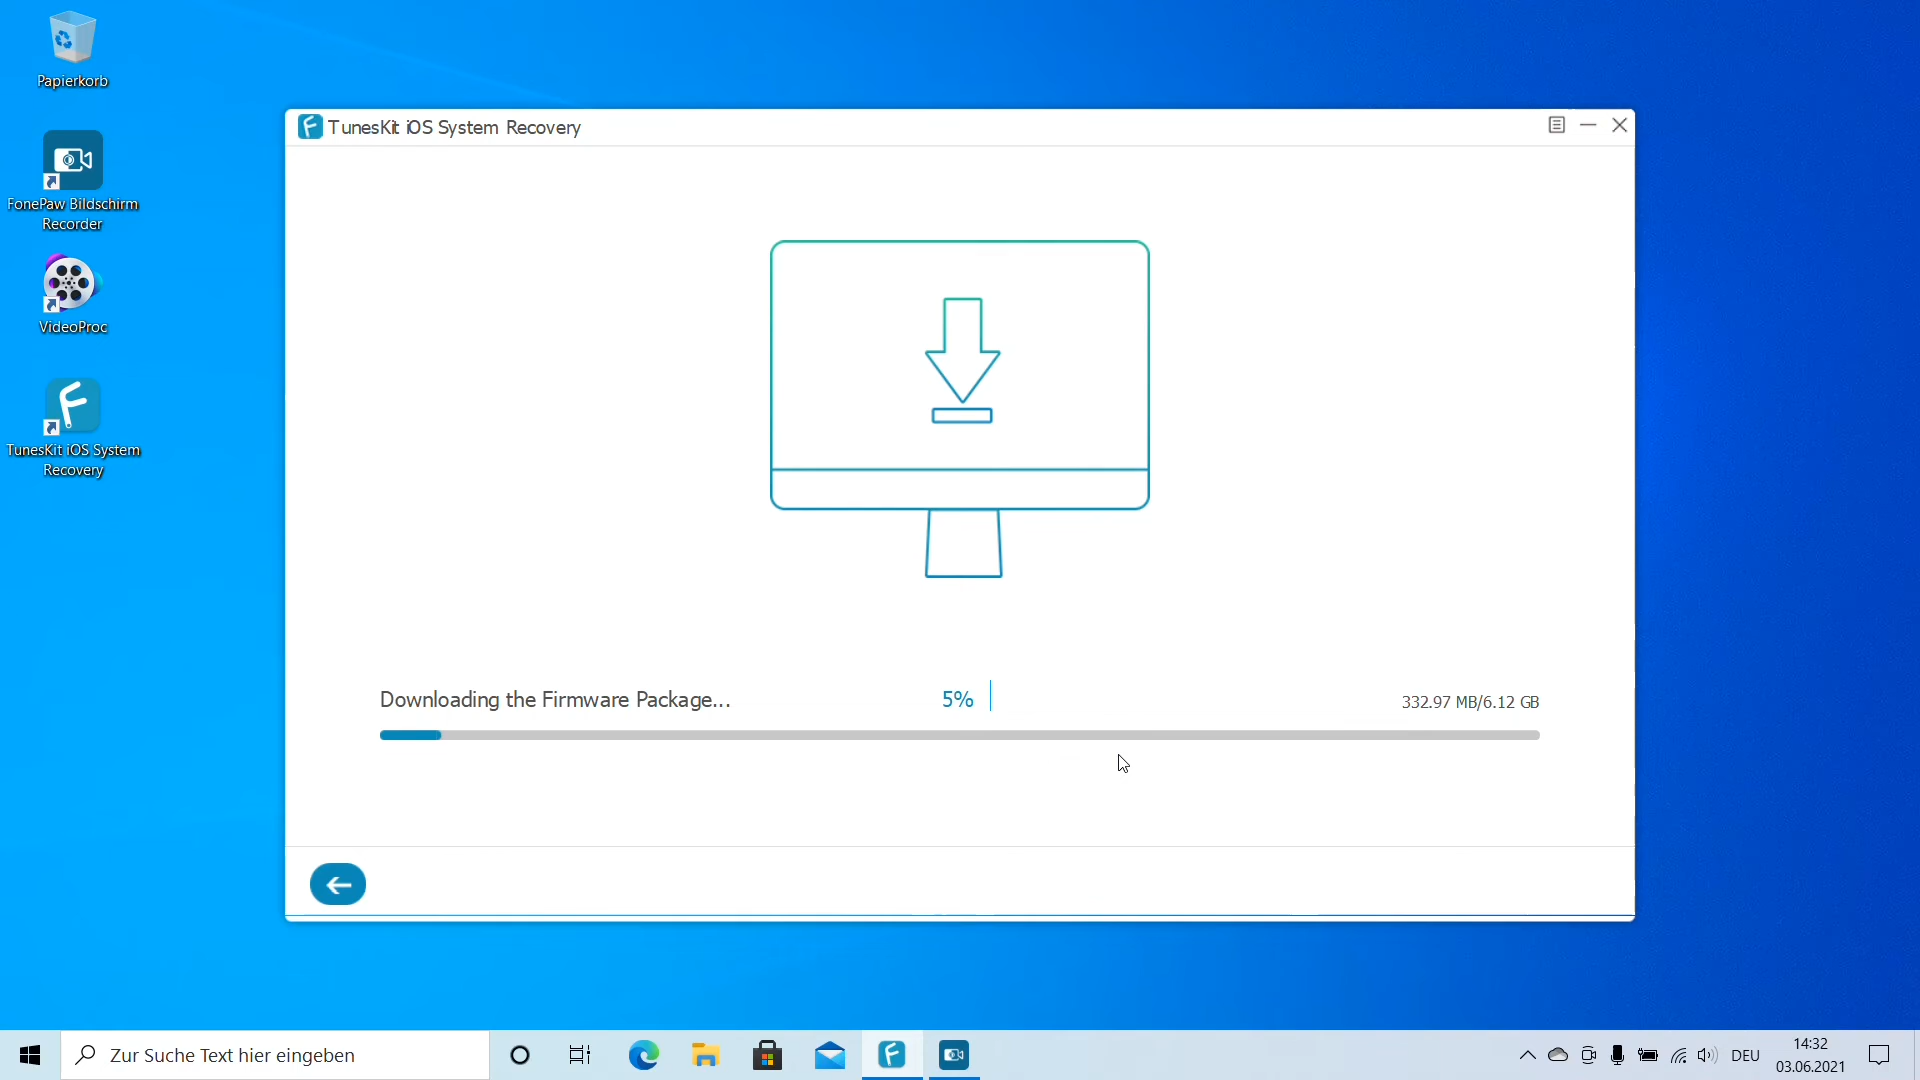 Papierkorb
FonePaw Bildschirm
Recorder
VideoProc
TunesKit iOS System
Recovery
TunesKit iOS System Recovery
Downloading the Firmware Package...
5%
332.97 MB/6.12 GB
Zur Suche Text hier eingeben
DEU
14:32
03.06.2021